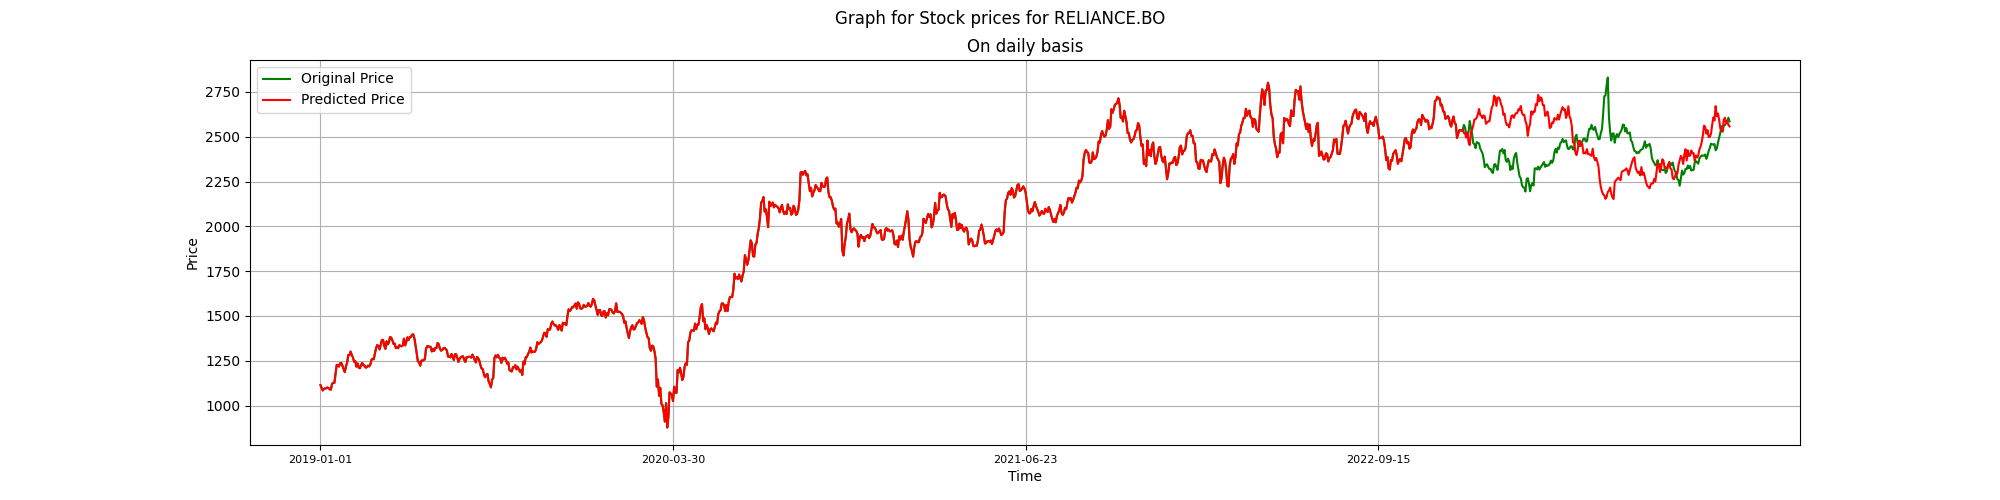 Graph for Stock prices for RELIANCE.BO
On daily basis
Original Price
Predicted Price
2750
2500
2250
2000
1750
1500
1250
1000
Price
2019-01-01
2020-03-30
2021-06-23
2022-09-15
Time